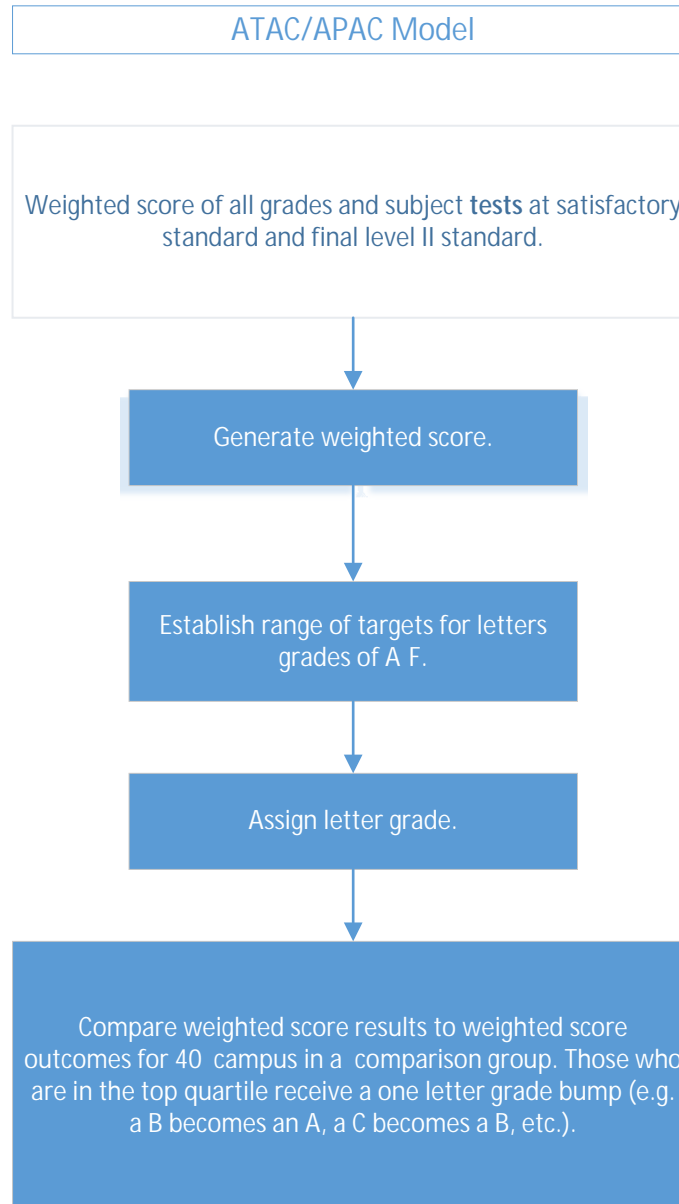 ATAC/APAC Model
Weighted score of all grades and subject tests at satisfactory
standard and final level II standard.
Generate weighted score.
Establish range of targets for letters
grades of A F.
Assign letter grade.
Compare weighted score results to weighted score
outcomes for 40 campus in a comparison group. Those who
are in the top quartile receive a one letter grade bump (e.g.
a B becomes an A, a C becomes a B, etc.).